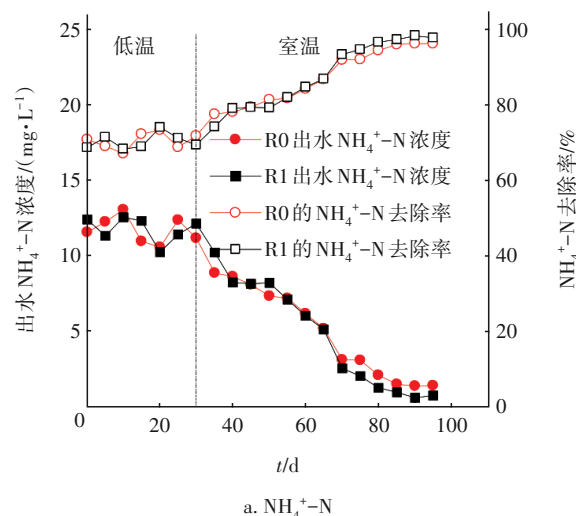 25
20
15
10
5
0
20
40
60
80
100
100
80
60
40
20
0
低温
室温
R0出水NH₄⁺-N浓度
R1出水NH₄⁺-N浓度
R0的NH₄⁺-N去除率
R1的NH₄⁺-N去除率
出水NH₄⁺-N浓度/(mg•L⁻¹)
NH₄⁺-N去除率/%
t/d
a. NH₄⁺-N